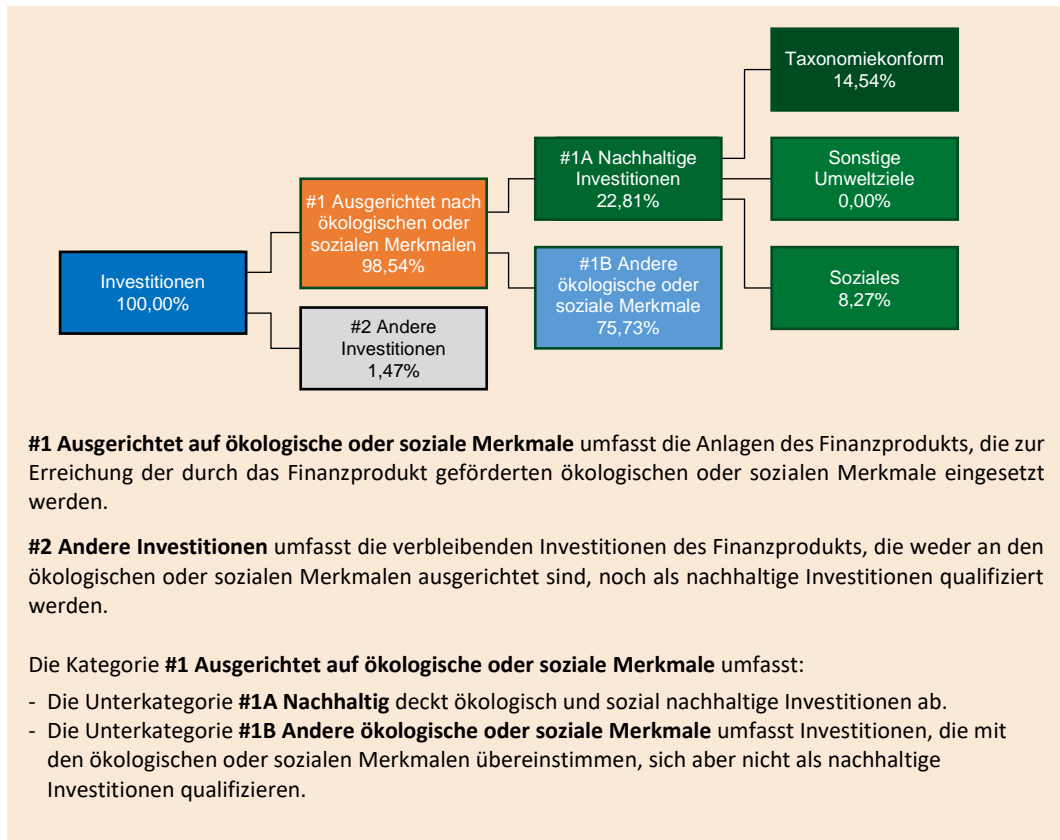 Taxonomiekonform
14,54%
#1A Nachhaltige
Investitionen
22,81%
Sonstige
Umweltziele
0,00%
#1 Ausgerichtet nach
ökologischen oder
sozialen Merkmalen
98,54%
Investitionen
100,00%
#1B Andere
ökologische oder
soziale Merkmale
75,73%
Soziales
8,27%
#2 Andere
Investitionen
1,47%
#1 Ausgerichtet auf ökologische oder soziale Merkmale umfasst die Anlagen des Finanzprodukts, die zur
Erreichung der durch das Finanzprodukt geförderten ökologischen oder sozialen Merkmale eingesetzt
werden.
#2 Andere Investitionen umfasst die verbleibenden Investitionen des Finanzprodukts, die weder an den
ökologischen oder sozialen Merkmalen ausgerichtet sind, noch als nachhaltige Investitionen qualifiziert
werden.
Die Kategorie #1 Ausgerichtet auf ökologische oder soziale Merkmale umfasst:
- Die Unterkategorie #1A Nachhaltig deckt ökologisch und sozial nachhaltige Investitionen ab.
- Die Unterkategorie #1B Andere ökologische oder soziale Merkmale umfasst Investitionen, die mit
den ökologischen oder sozialen Merkmalen übereinstimmen, sich aber nicht als nachhaltige
Investitionen qualifizieren.